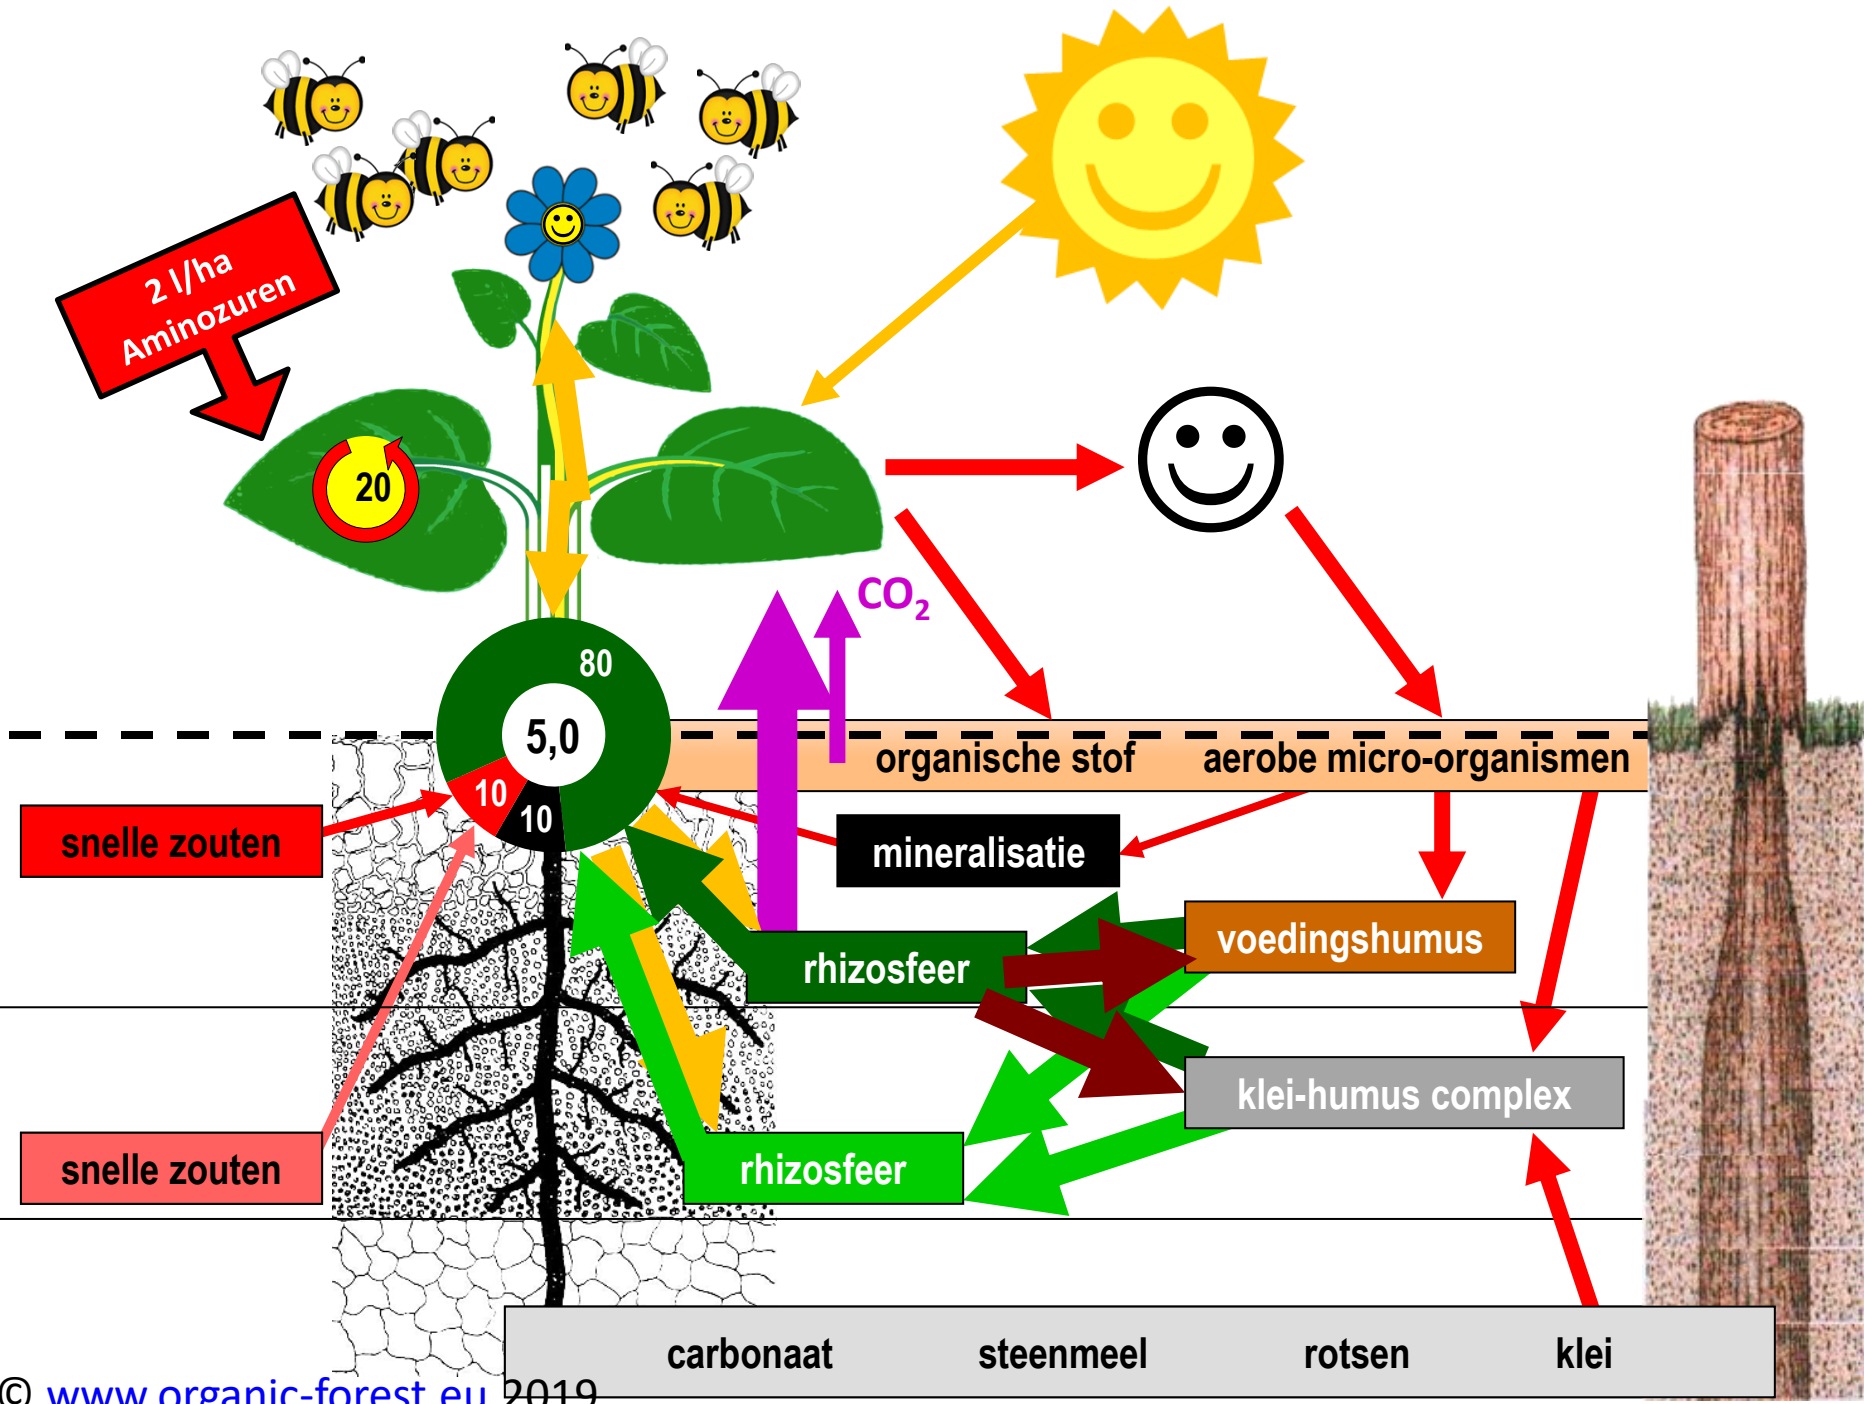 2 l/ha
Aminozuren
20
CO₂
80
5,0
10
10
organische stof
aerobe micro-organismen
snelle zouten
mineralisatie
voedingshumus
rhizosfeer
klei-humus complex
snelle zouten
rhizosfeer
carbonaat steenmeel rotsen klei
© www.organic-forest.eu 2019